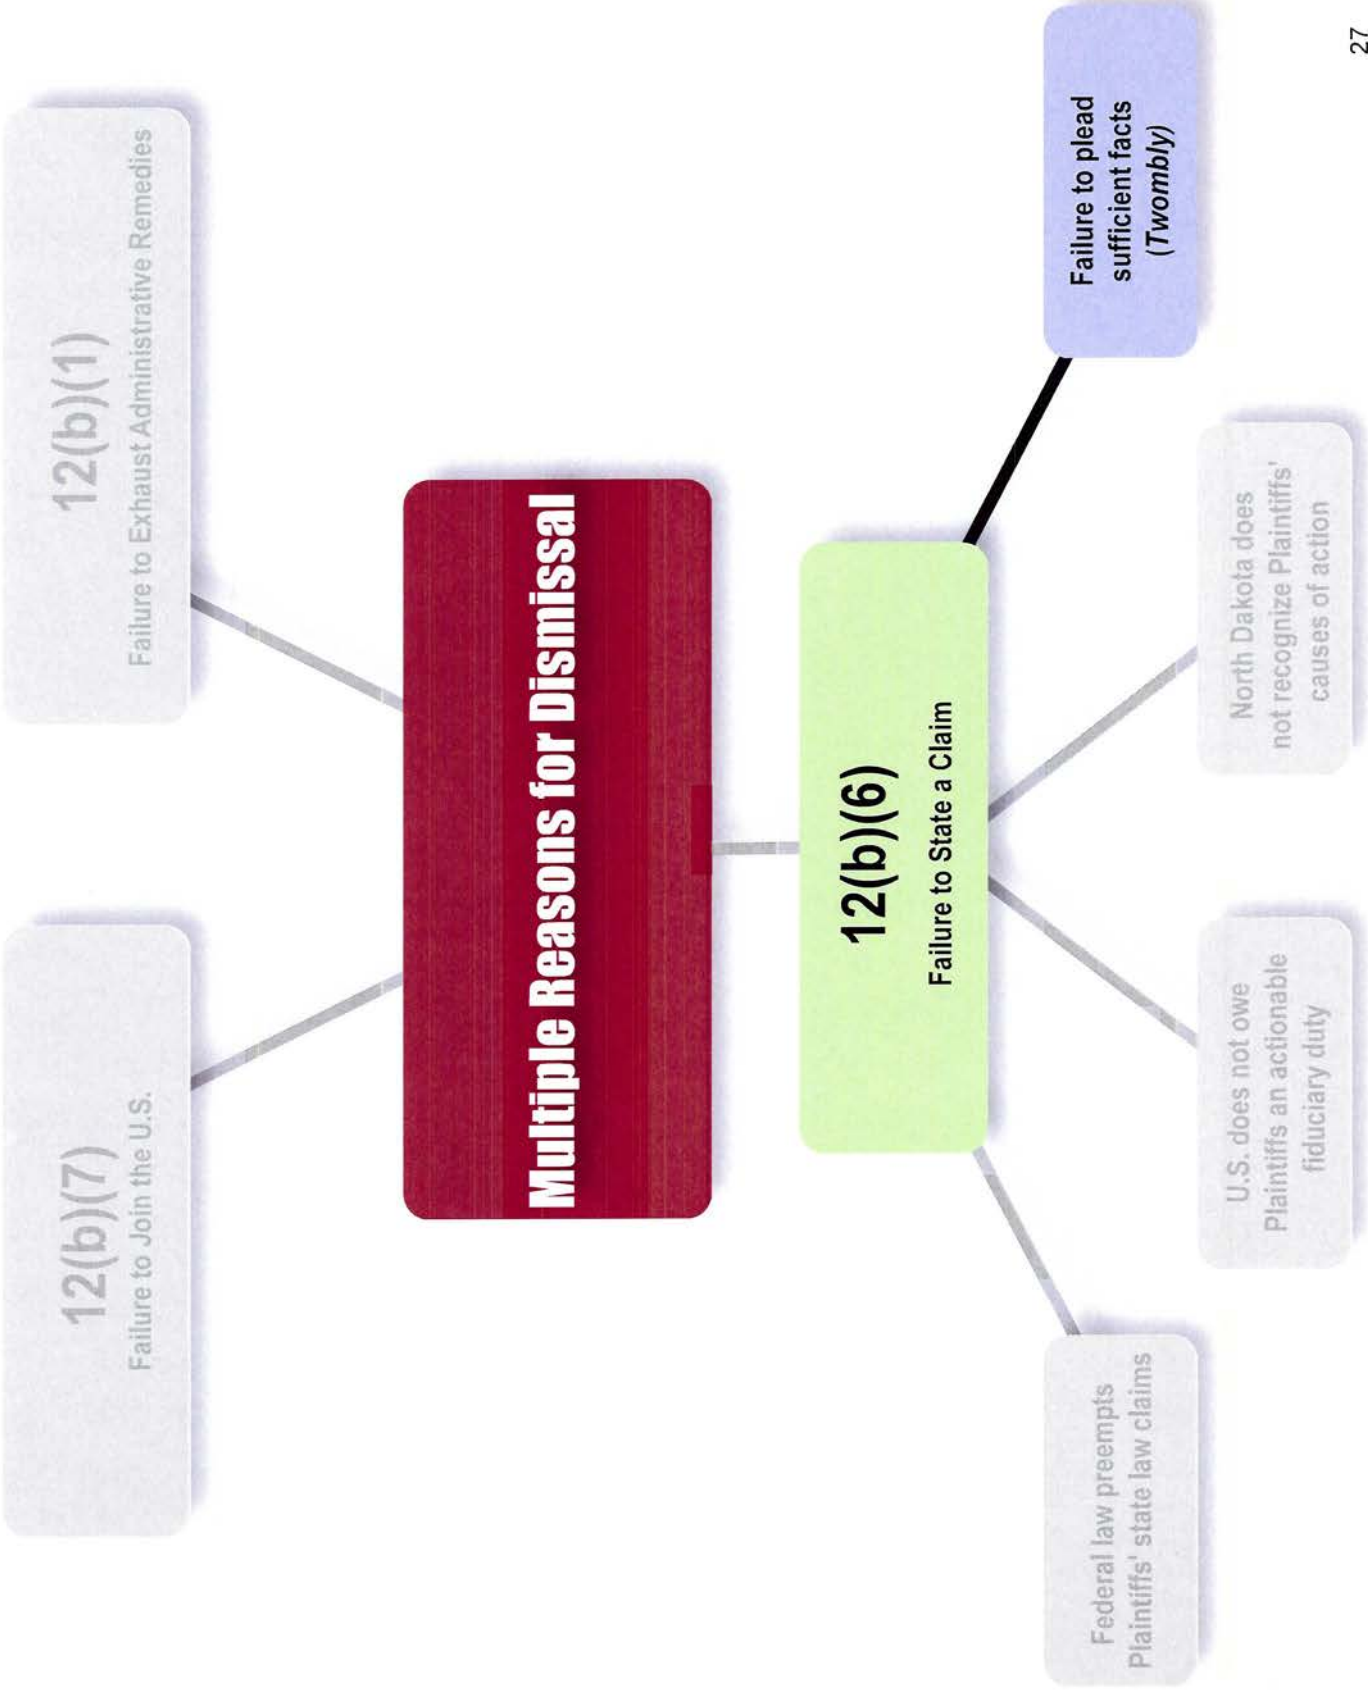 12(b)(7)
Failure to Join the U.S.
12(b)(1)
Failure to Exhaust Administrative Remedies
Multiple Reasons for Dismissal
12(b)(6)
Failure to State a Claim
Federal law preempts
Plaintiffs' state law claims
U.S. does not owe
Plaintiffs an actionable
fiduciary duty
North Dakota does
not recognize Plaintiffs'
causes of action
Failure to plead
sufficient facts
(Twombly)
27